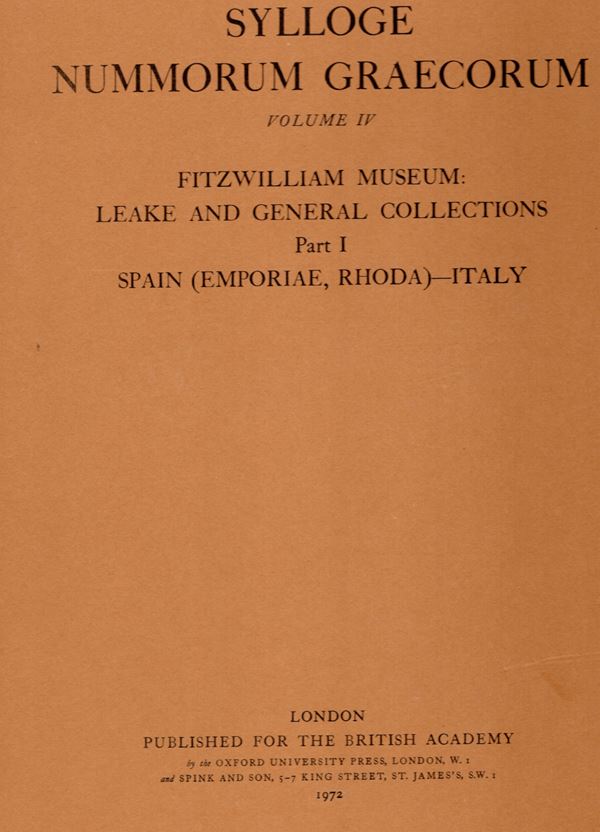 SYLLOGE
NUMMORUM GRAECORUM
VOLUME IV
FITZWILLIAM MUSEUM:
LEAKE AND GENERAL COLLECTIONS
Part I
SPAIN (EMPORIAE, RHODA)—ITALY
LONDON
PUBLISHED FOR THE BRITISH ACADEMY
by the OXFORD UNIVERSITY PRESS, LONDON, W. 1
and SPINK AND SON, 5-7 KING STREET, ST. JAMES'S, S.W. 1
1972